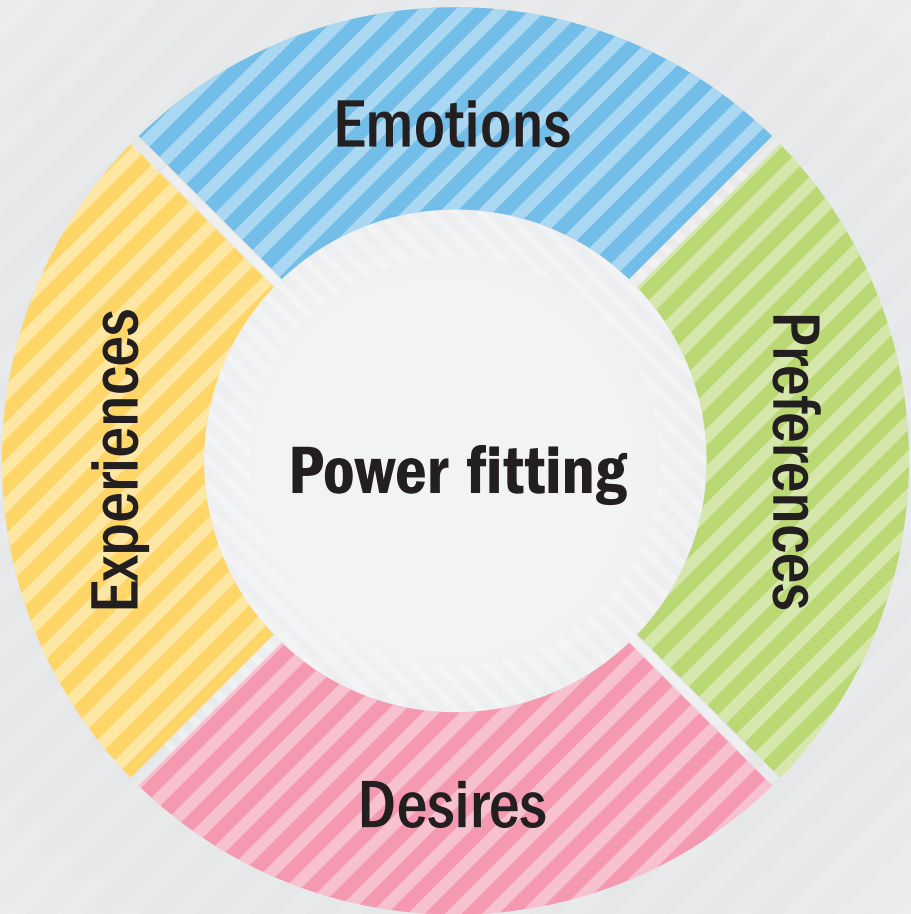 Emotions
Preferences
Power fitting
Experiences
Desires